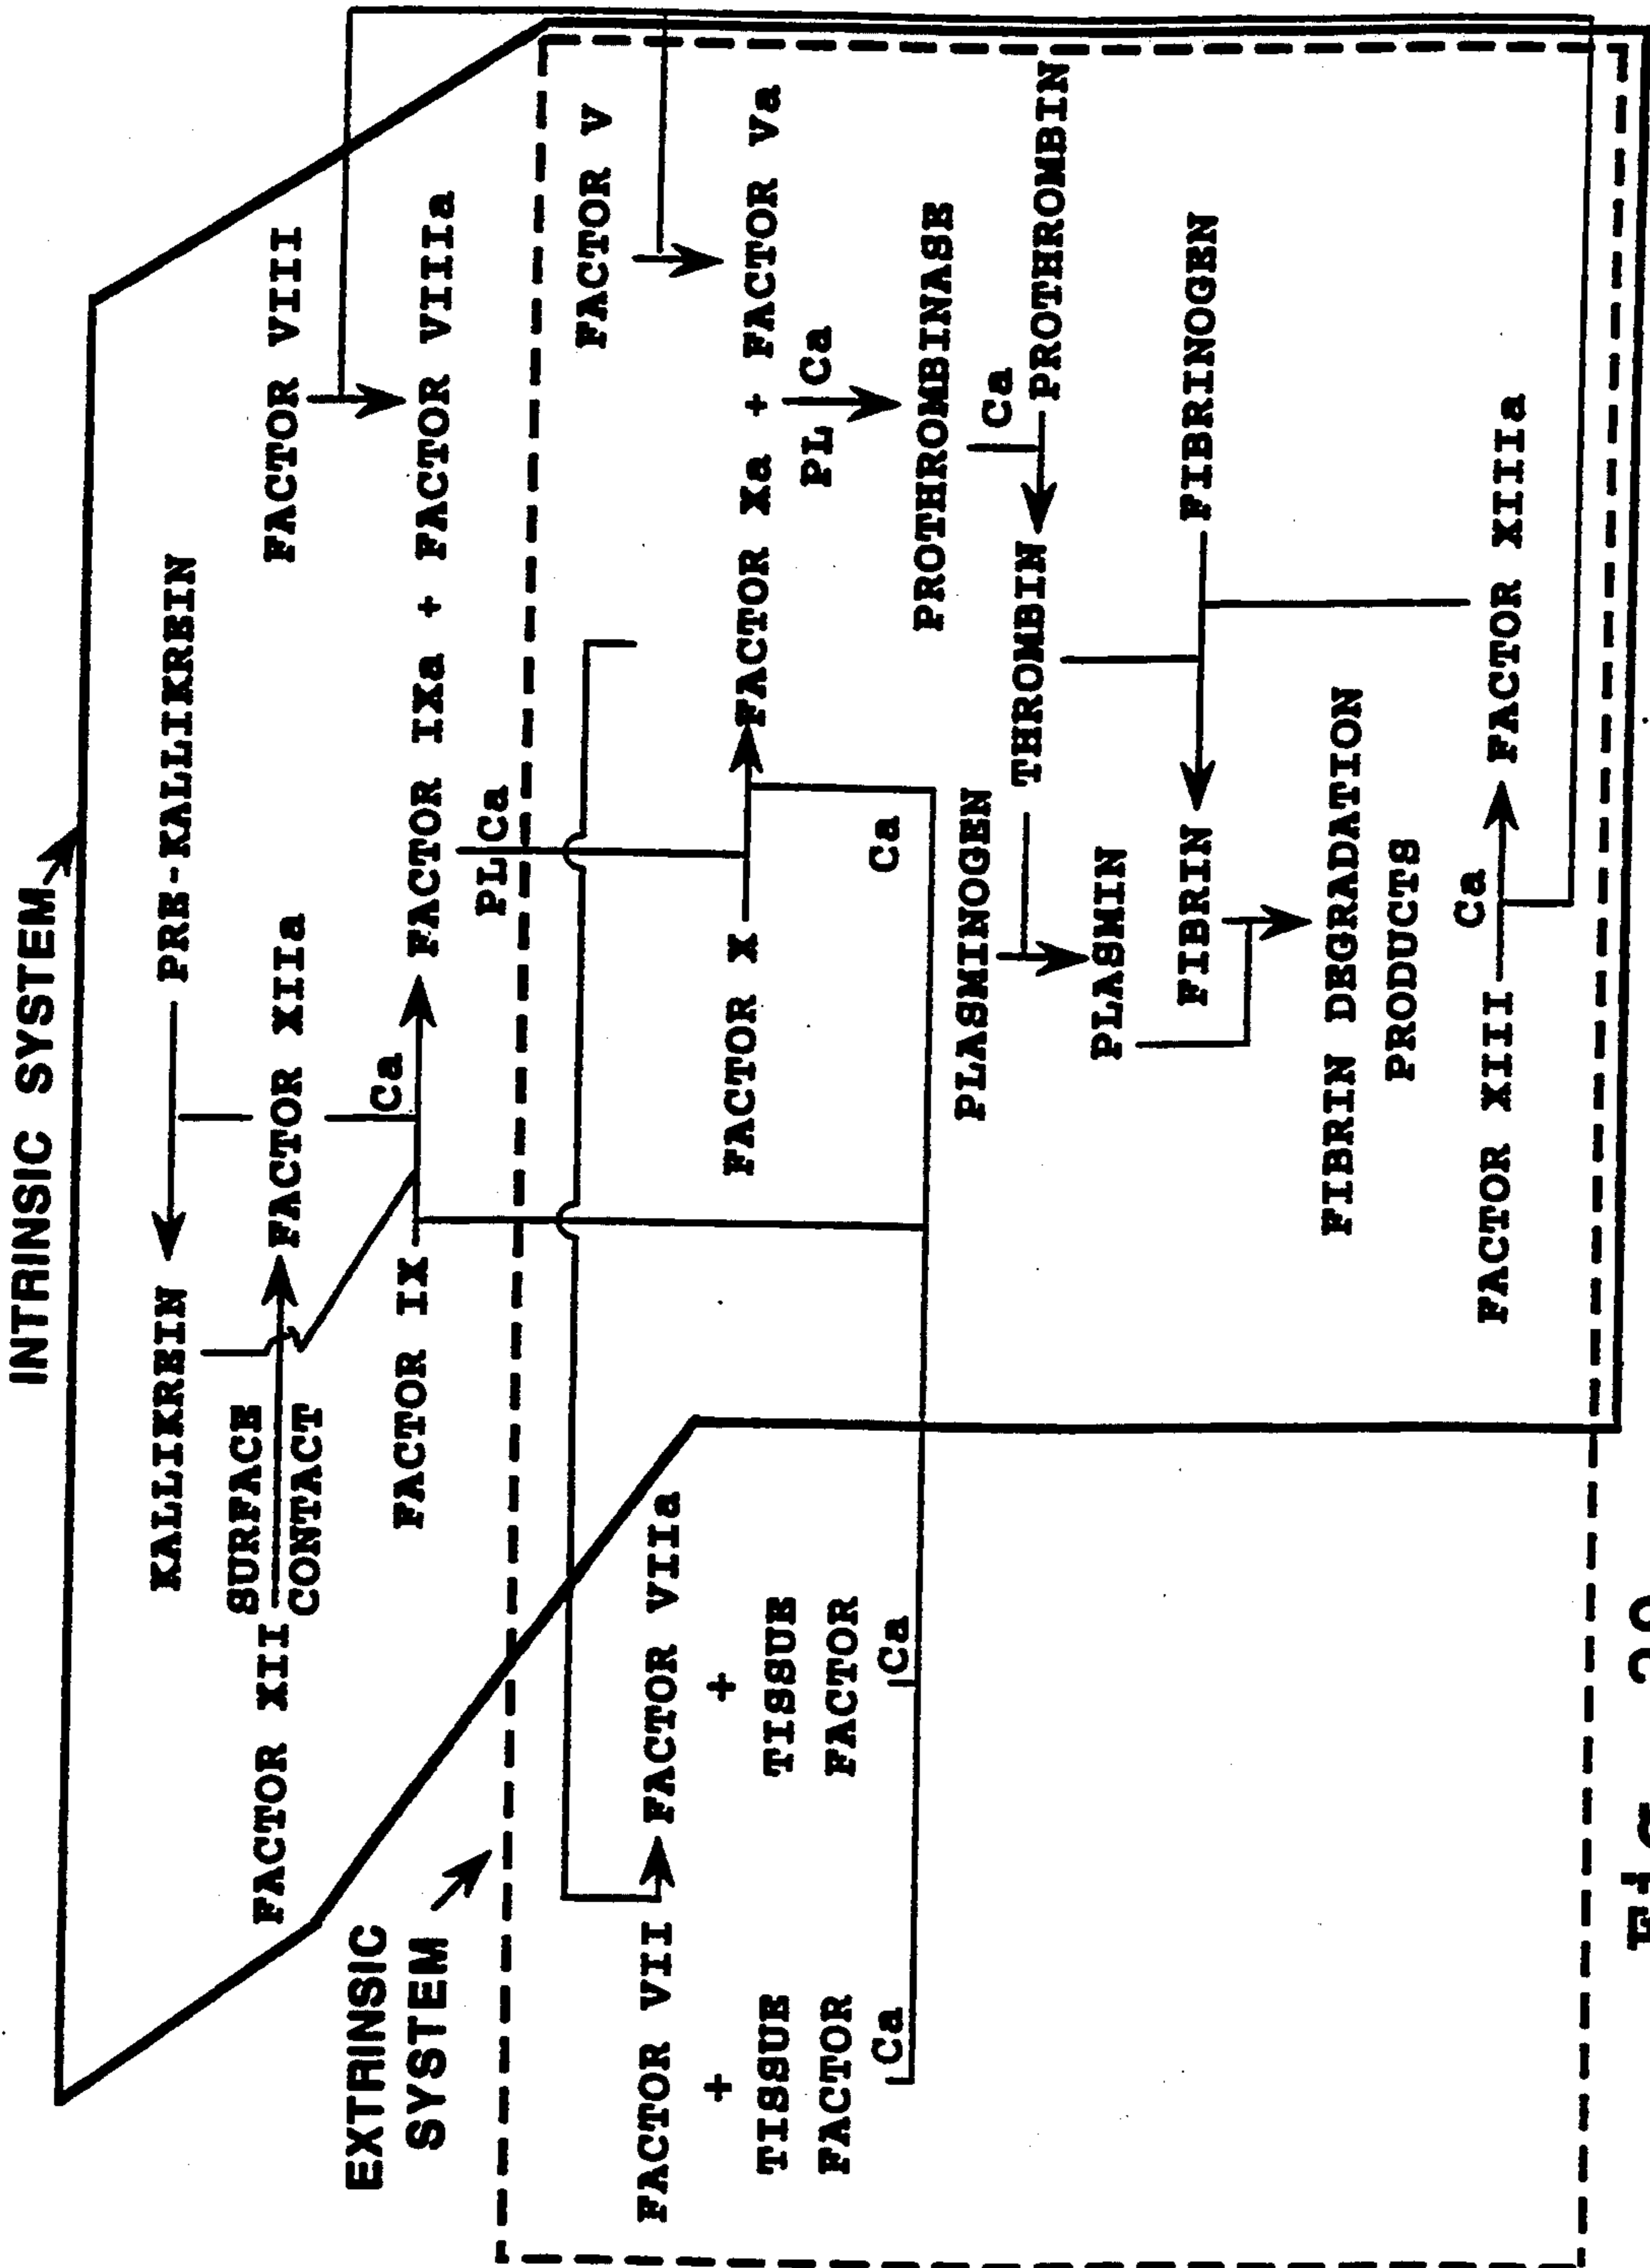 INTRINSIC SYSTEM
KALLIKREIN PRE-KALLIKREIN
SURFACE
FACTOR XII FACTOR XIIa FACTOR VIII
CONTACT
EXTRINSIC
SYSTEM
Ca
FACTOR IX FACTOR IXa + FACTOR VIIIa
PL Ca
FACTOR V
FACTOR VII FACTOR VIIa
+ +
FACTOR X FACTOR Xa + FACTOR Va
TISSUE TISSUE
PL Ca
FACTOR FACTOR
Ca Ca Ca
PROTHROMBINASE
PLASMINOGEN Ca
THROMBIN PROTHROMBIN
PLASMIN
FIBRIN FIBRINOGEN
FIBRIN DEGRADATION
PRODUCTS
Ca
FACTOR XIII FACTOR XIIIa
Fig.